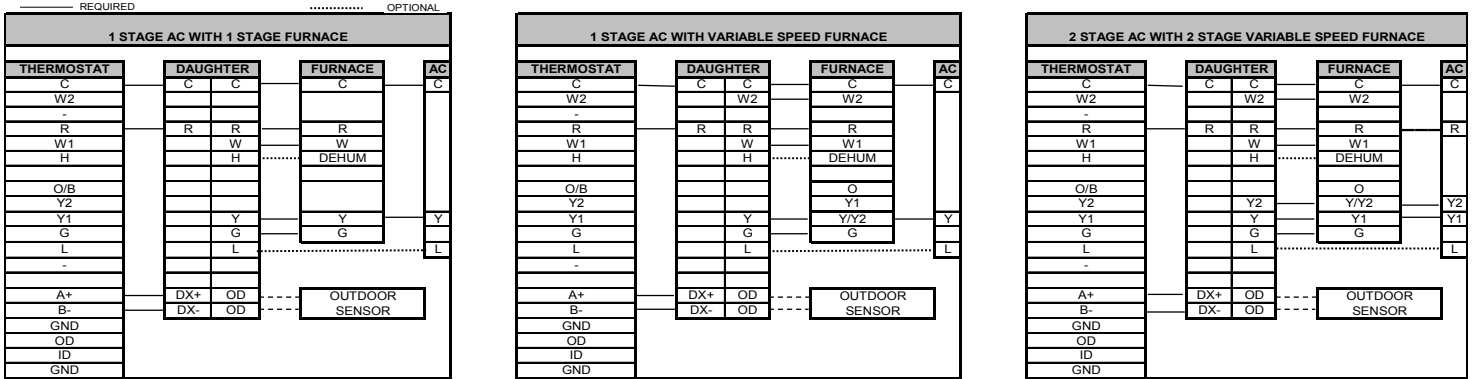 REQUIRED OPTIONAL
1 STAGE AC WITH 1 STAGE FURNACE
THERMOSTAT DAUGHTER FURNACE AC
C C C C C
W2
-
R R R R
W1 W W
H H DEHUM
O/B
Y2
Y1 Y Y Y
G G G
L L L
-
A+ DX+ OD OUTDOOR
B- DX- OD SENSOR
GND
OD
ID
GND
1 STAGE AC WITH VARIABLE SPEED FURNACE
THERMOSTAT DAUGHTER FURNACE AC
C C C C C
W2 W2 W2
-
R R R R
W1 W W1
H H DEHUM
O/B O
Y2 Y1
Y1 Y Y/Y2 Y
G G G
L L L
-
A+ DX+ OD OUTDOOR
B- DX- OD SENSOR
GND
OD
ID
GND
2 STAGE AC WITH 2 STAGE VARIABLE SPEED FURNACE
THERMOSTAT DAUGHTER FURNACE AC
C C C C C
W2 W2 W2
-
R R R R R
W1 W W1
H H DEHUM
O/B O
Y2 Y2 Y/Y2 Y2
Y1 Y Y1 Y1
G G G
L L L
-
A+ DX+ OD OUTDOOR
B- DX- OD SENSOR
GND
OD
ID
GND